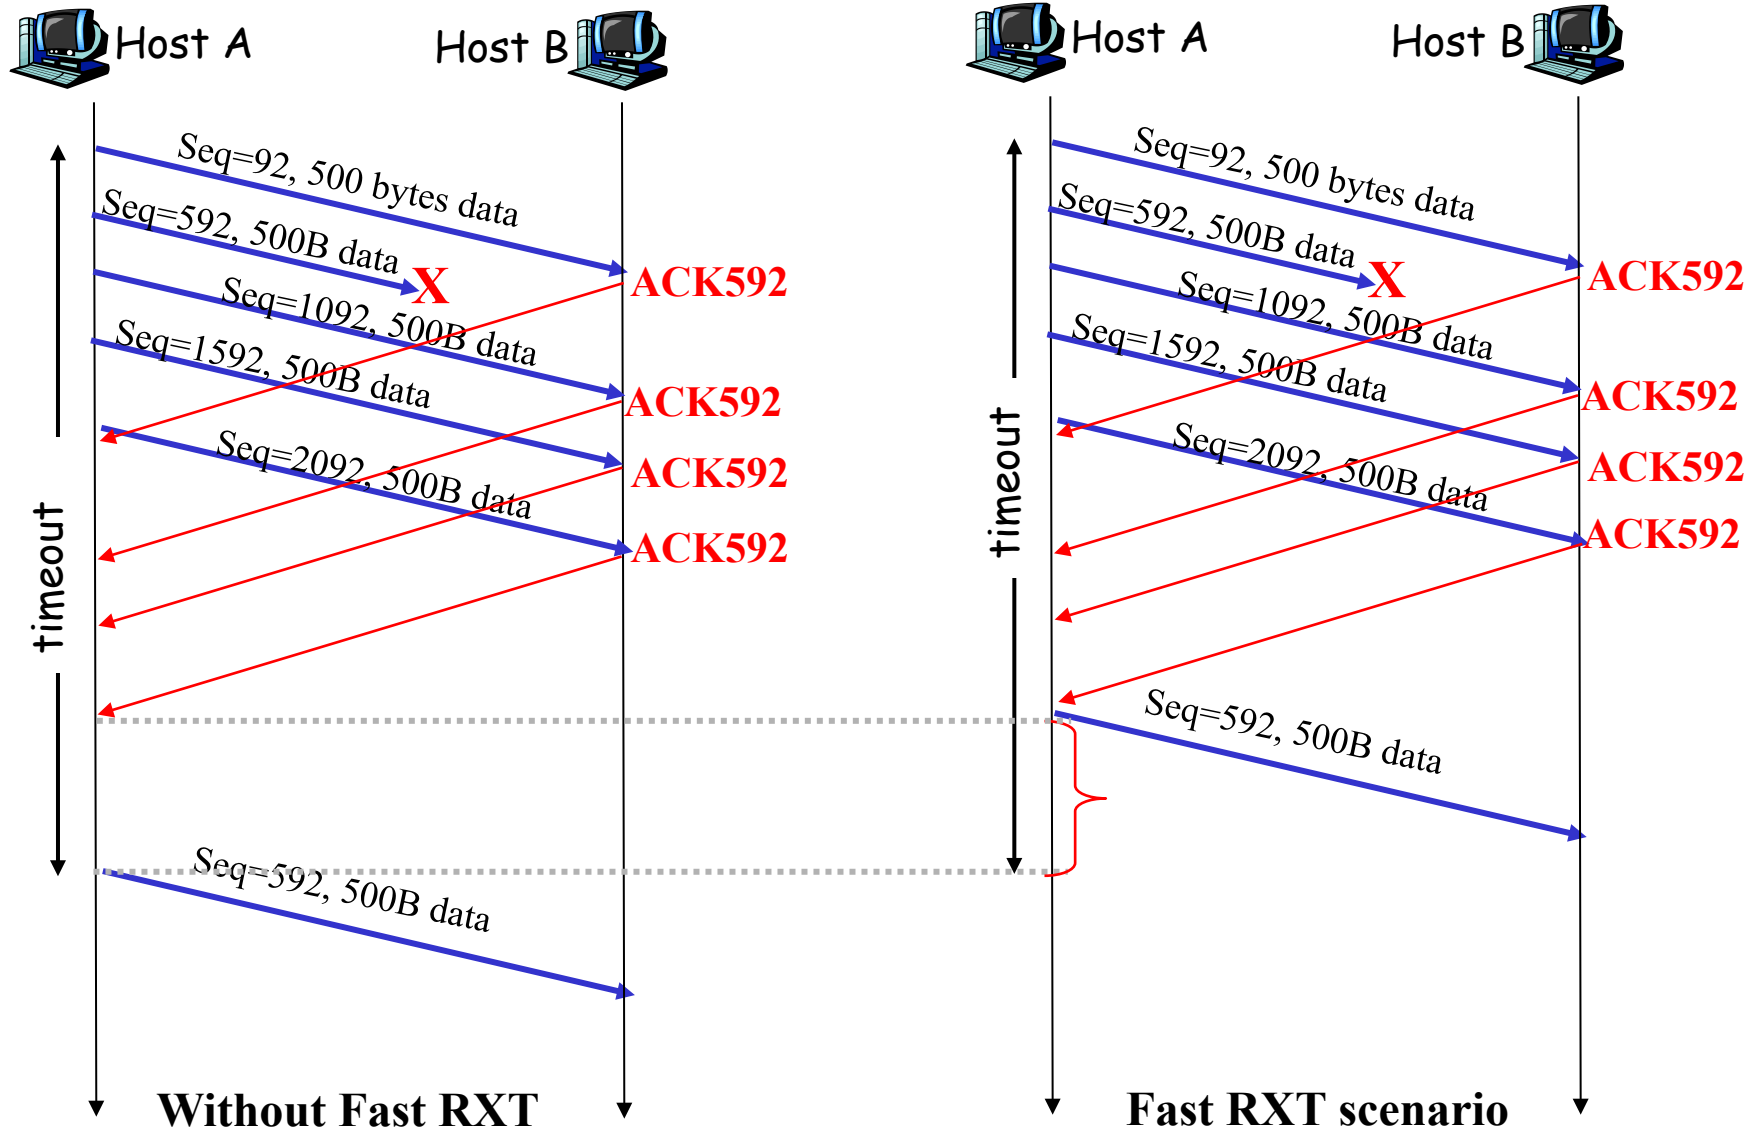 Host A
Host B
Seq=92, 500 bytes data
Seq=592, 500B data
X
ACK592
Seq=1092, 500B data
Seq=1592, 500B data
ACK592
Seq=2092, 500B data
ACK592
ACK592
timeout
Seq=592, 500B data
Without Fast RXT
Host A
Host B
Seq=92, 500 bytes data
Seq=592, 500B data
X
ACK592
Seq=1092, 500B data
Seq=1592, 500B data
ACK592
Seq=2092, 500B data
ACK592
ACK592
timeout
Seq=592, 500B data
Fast RXT scenario